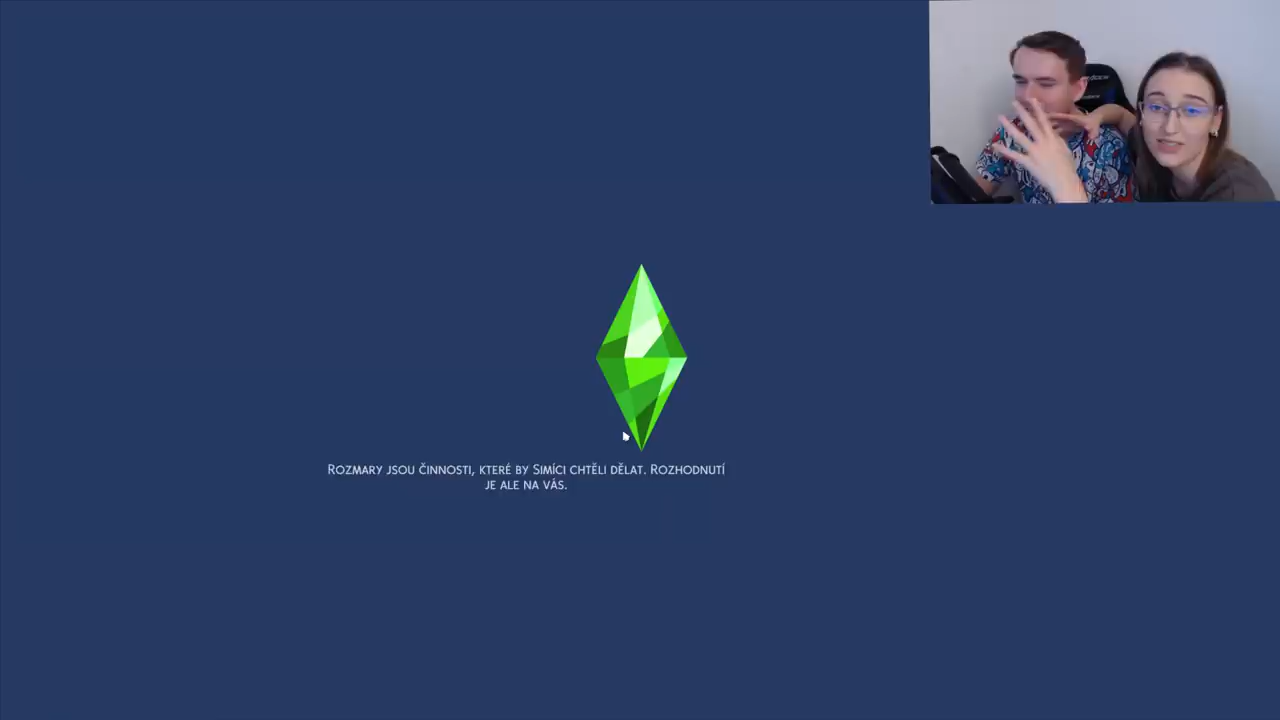 Rozmary jsou činnosti, které by Simíci chtěli dělat. Rozhodnutí
je ale na vás.